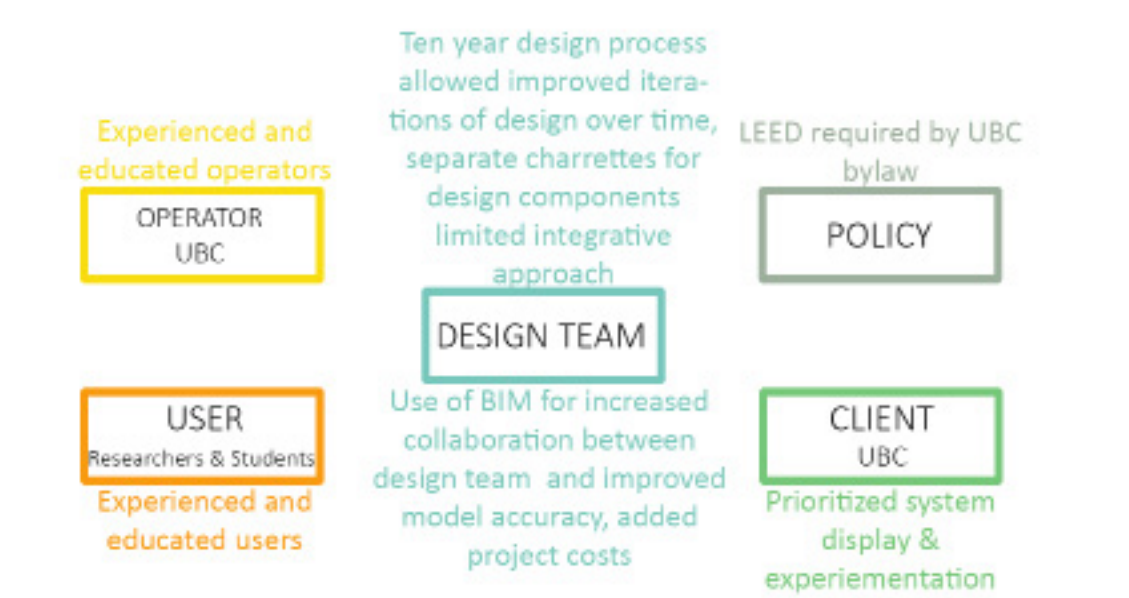 Experienced and
educated operators
OPERATOR
UBC
Ten year design process
allowed improved itera-
tions of design over time,
separate charrettes for
design components
limited integrative
approach
DESIGN TEAM
Use of BIM for increased
collaboration between
design team and improved
model accuracy, added
project costs
LEED required by UBC
bylaw
POLICY
USER
Researchers & Students
Experienced and
educated users
CLIENT
UBC
Prioritized system
display &
experiementation